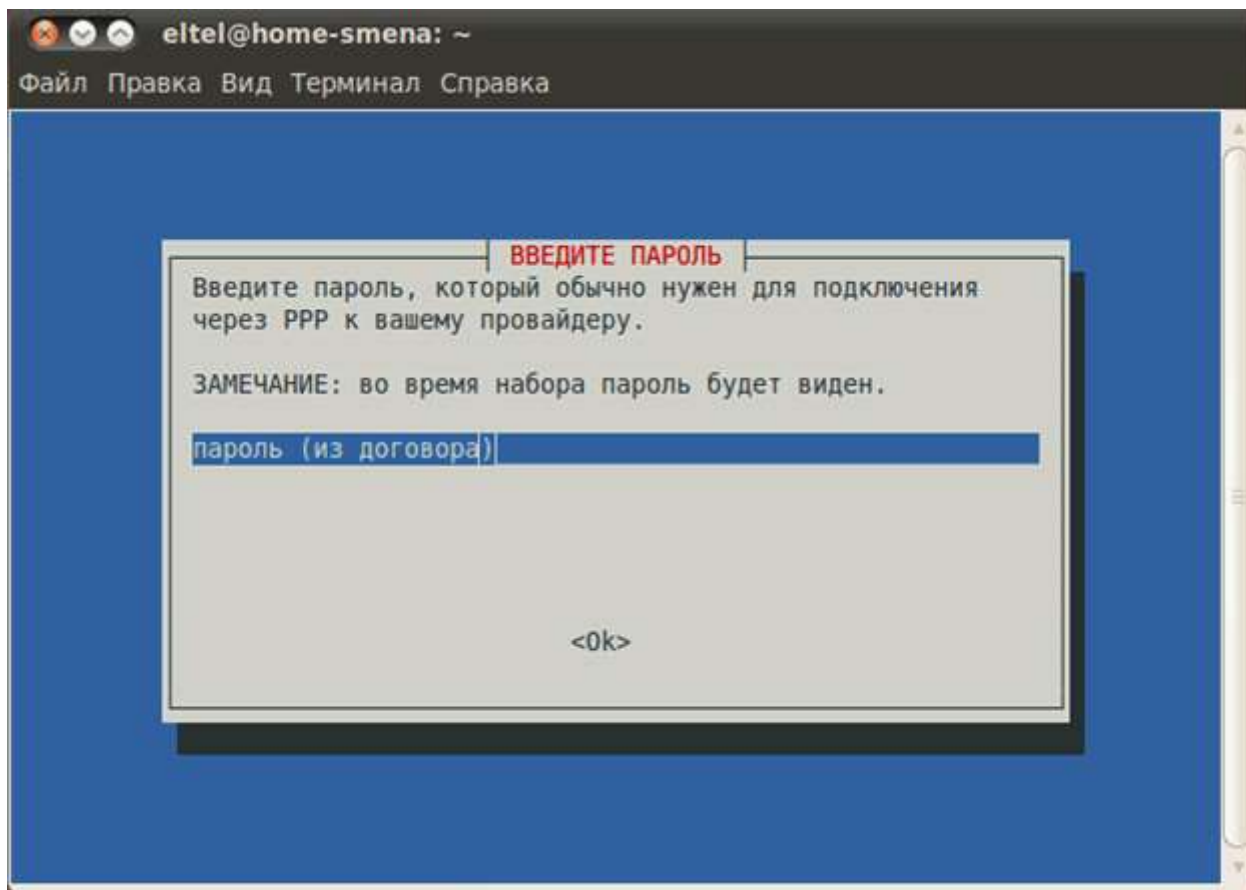 eltel@home-smena: ~
Файл Правка Вид Терминал Справка
ВВЕДИТЕ ПАРОЛЬ
Введите пароль, который обычно нужен для подключения
через PPP к вашему провайдеру.
ЗАМЕЧАНИЕ: во время набора пароль будет виден.
пароль (из договора)
<Ok>